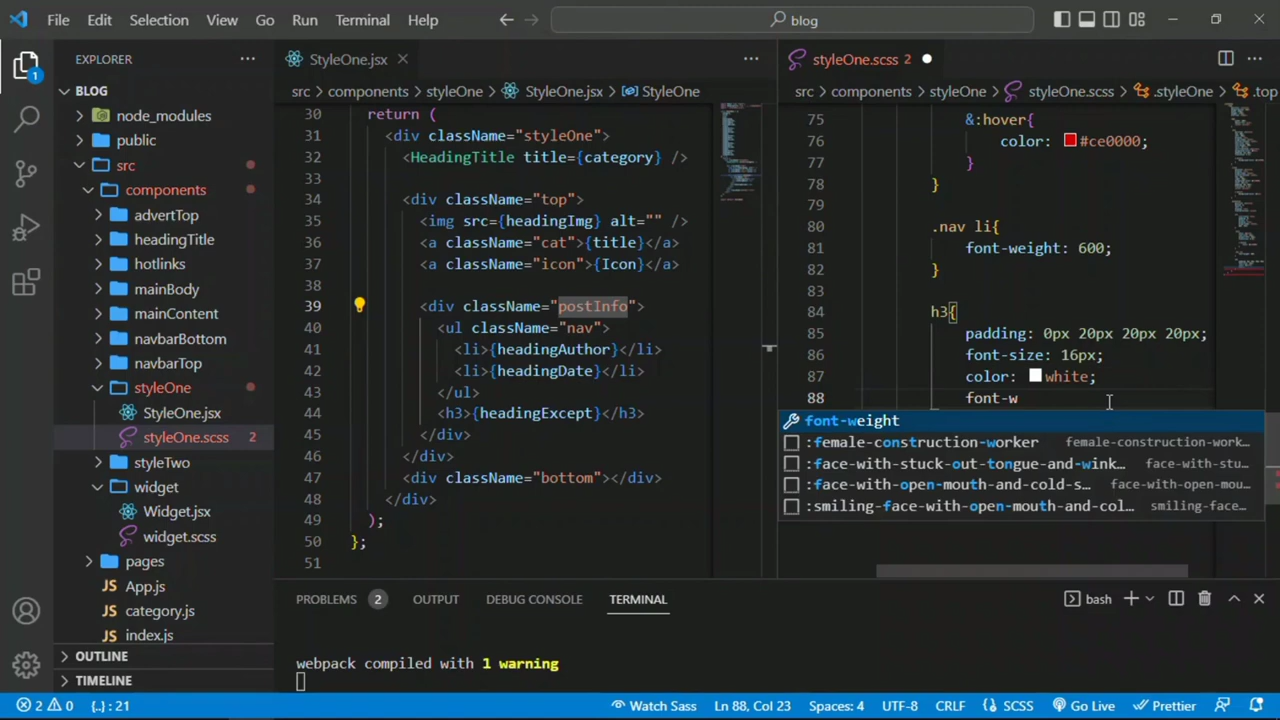 File Edit Selection View Go Run Terminal Help
blog
EXPLORER
BLOG
node_modules
public
src
components
advertTop
headingTitle
hotlinks
mainBody
mainContent
navbarBottom
navbarTop
styleOne
StyleOne.jsx
styleOne.scss 2
styleTwo
widget
Widget.jsx
widget.scss
pages
JS App.js
JS category.js
JS index.js
OUTLINE
TIMELINE
1
StyleOne.jsx
src > components > styleOne > StyleOne.jsx > StyleOne
30 return (
31 <div className="styleOne">
32 <HeadingTitle title={category} />
33
34 <div className="top">
35 <img src={headingImg} alt="" />
36 <a className="cat">{title}</a>
37 <a className="icon">{Icon}</a>
38
39 <div className="postInfo">
40 <ul className="nav">
41 <li>{headingAuthor}</li>
42 <li>{headingDate}</li>
43 </ul>
44 <h3>{headingExcept}</h3>
45 </div>
46 </div>
47 <div className="bottom"></div>
48 </div>
49 );
50 };
51
styleOne.scss 2
src > components > styleOne > styleOne.scss > .styleOne > .top
75 &:hover{
76 color: #ce0000;
77 }
78 }
79
80 .nav li{
81 font-weight: 600;
82 }
83
84 h3{
85 padding: 0px 20px 20px 20px;
86 font-size: 16px;
87 color: white;
88 font-w
font-weight
:female-construction-worker female-construction-work...
:face-with-stuck-out-tongue-and-wink... face-with-stu...
:face-with-open-mouth-and-cold-s... face-with-open-mou...
:smiling-face-with-open-mouth-and-col... smiling-face...
PROBLEMS 2 OUTPUT DEBUG CONSOLE TERMINAL
bash
webpack compiled with 1 warning
2 0 {..} : 21 Watch Sass Ln 88, Col 23 Spaces: 4 UTF-8 CRLF SCSS Go Live Prettier